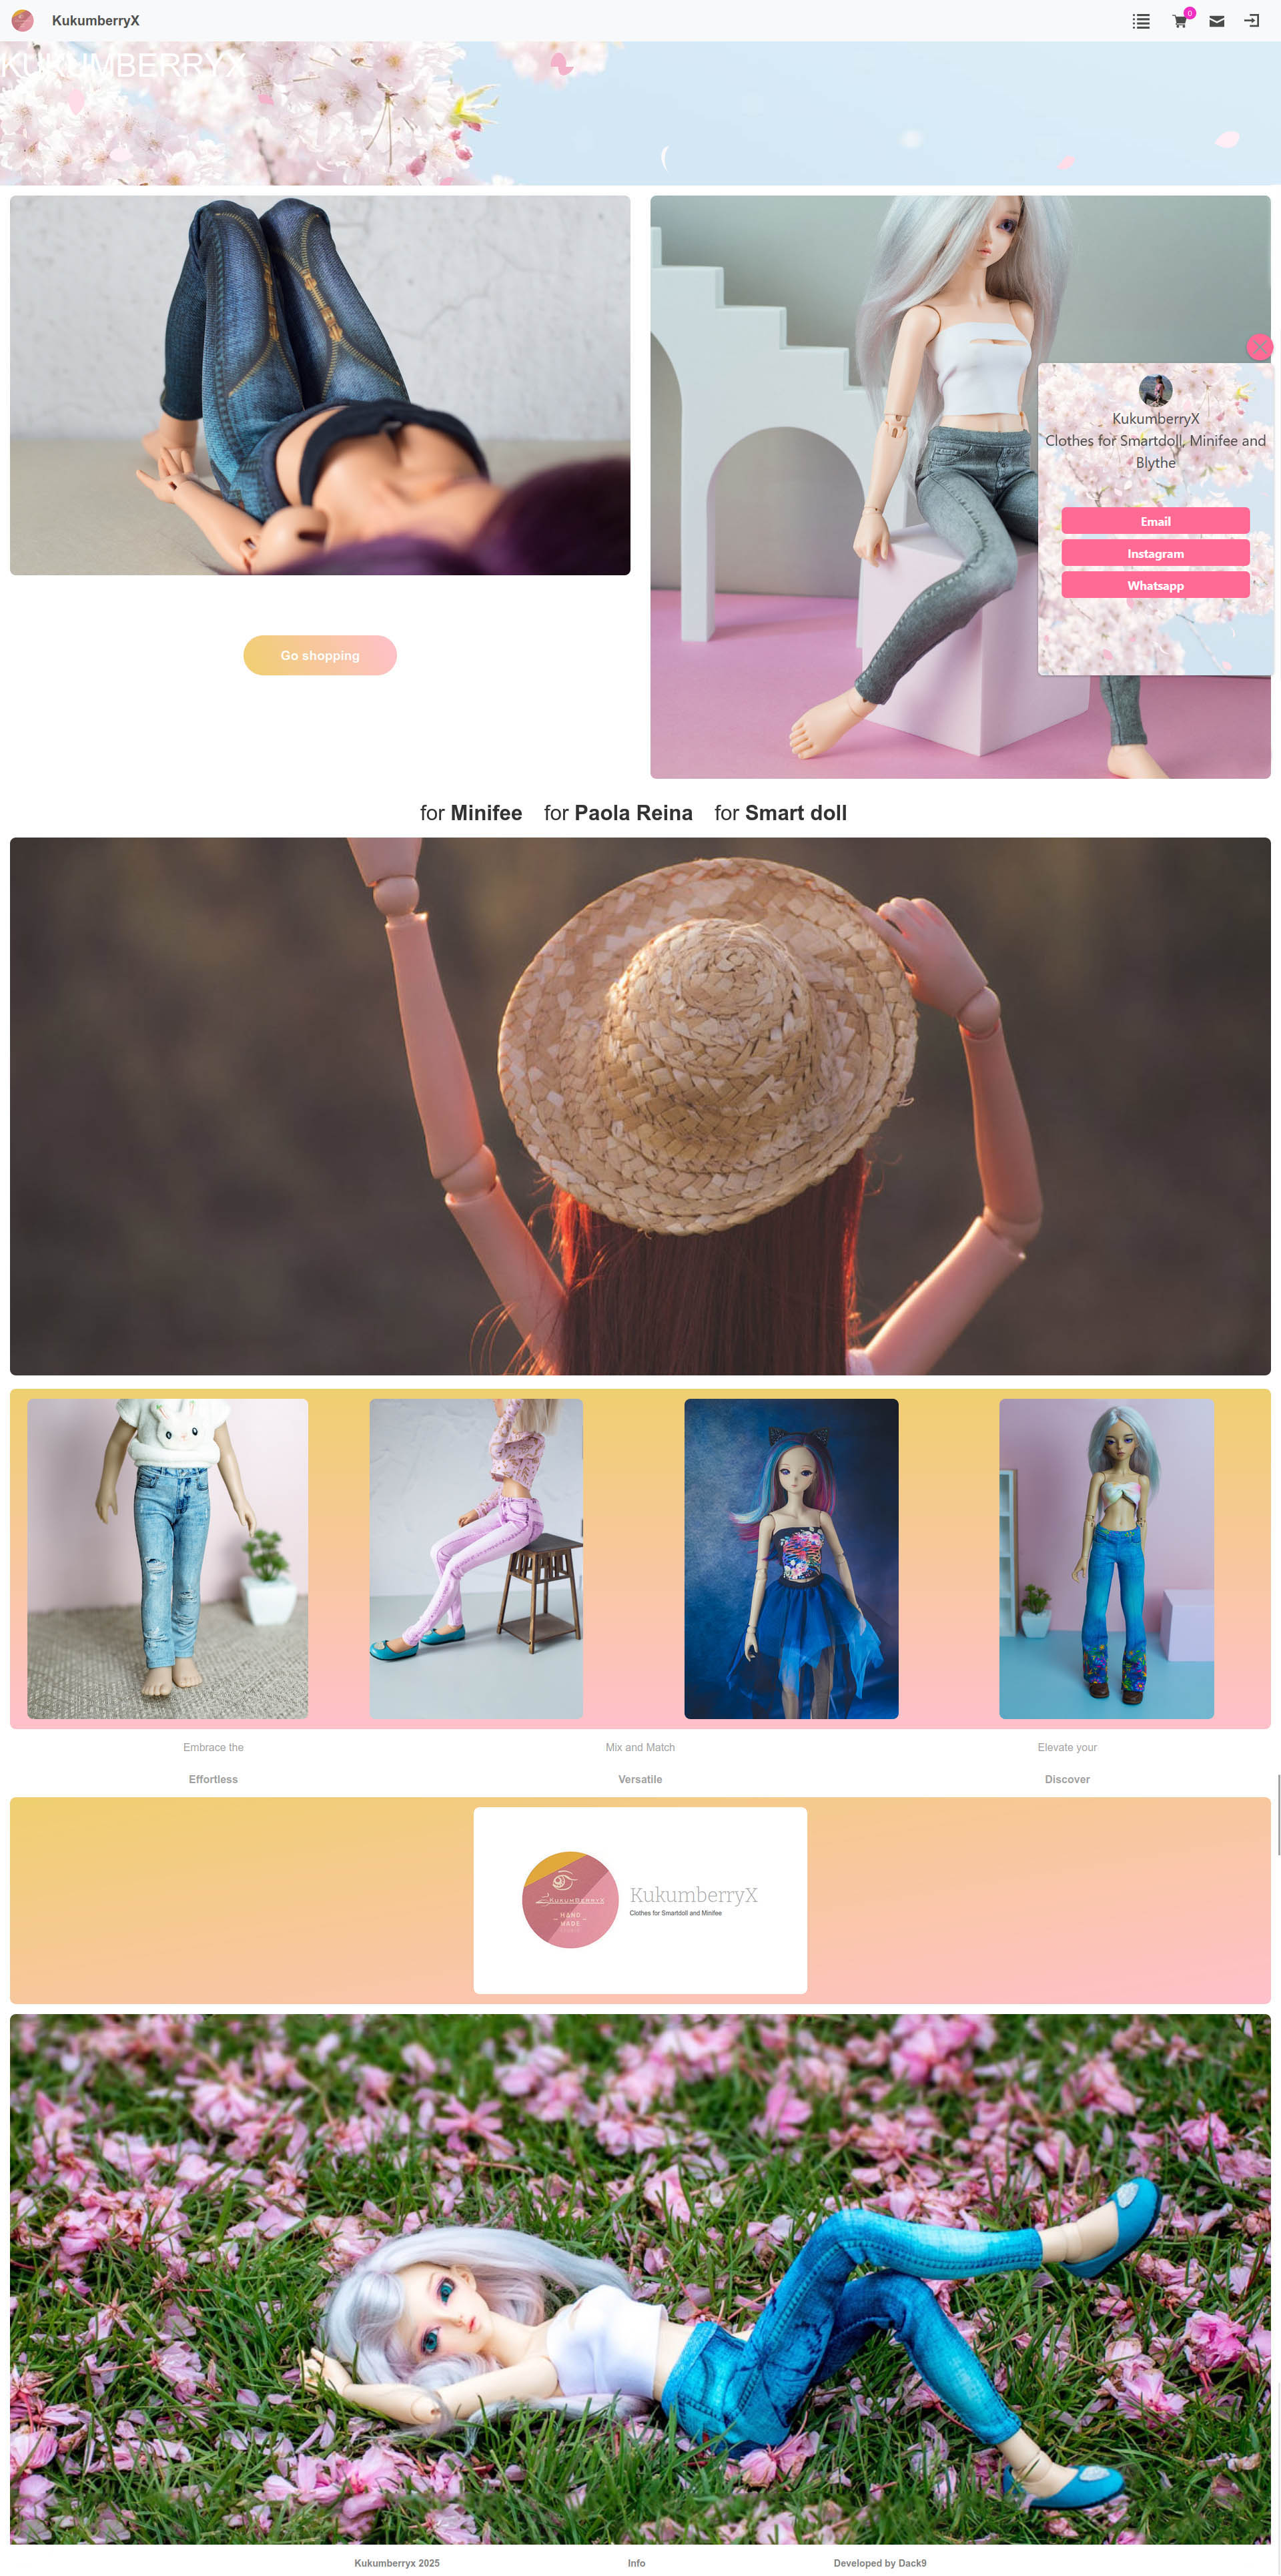 KukumberryX
0
KUKUMBERRYX
KukumberryX
Clothes for Smartdoll, Minifee and
Blythe
Email
Instagram
Whatsapp
Go shopping
for Minifee for Paola Reina for Smart doll
Embrace the Mix and Match Elevate your
Effortless Versatile Discover
KUKUMBERRYX
HAND
MADE
KukumberryX
Clothes for Smartdoll and Minifee
Kukumberryx 2025 Info Developed by Dack9